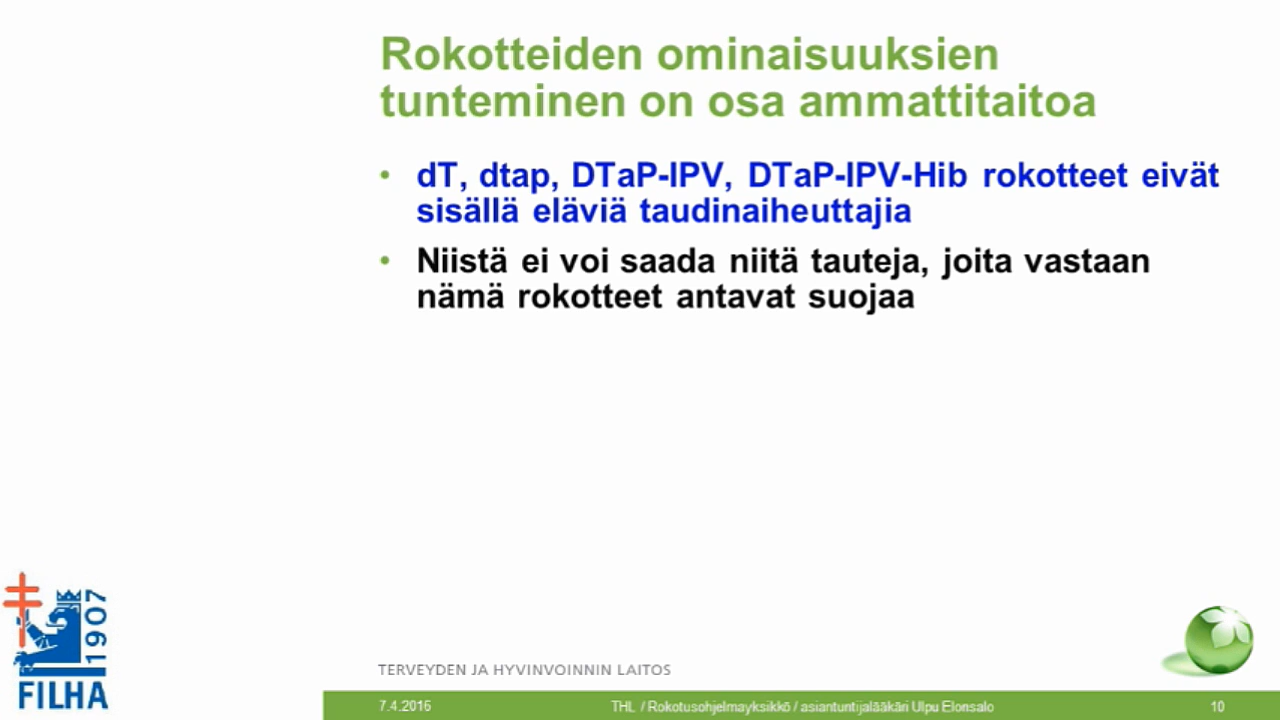 Rokotteiden ominaisuuksien
tunteminen on osa ammattitaitoa
• dT, dtap, DTaP-IPV, DTaP-IPV-Hib rokotteet eivät
sisällä eläviä taudinaiheuttajia
• Niistä ei voi saada niitä tauteja, joita vastaan
nämä rokotteet antavat suojaa
1907
FILHA
TERVEYDEN JA HYVINVOINNIN LAITOS
7.4.2016
THL / Rokotusohjelmayksikkö / asiantuntijalääkäri Ulpu Elonsalo
10